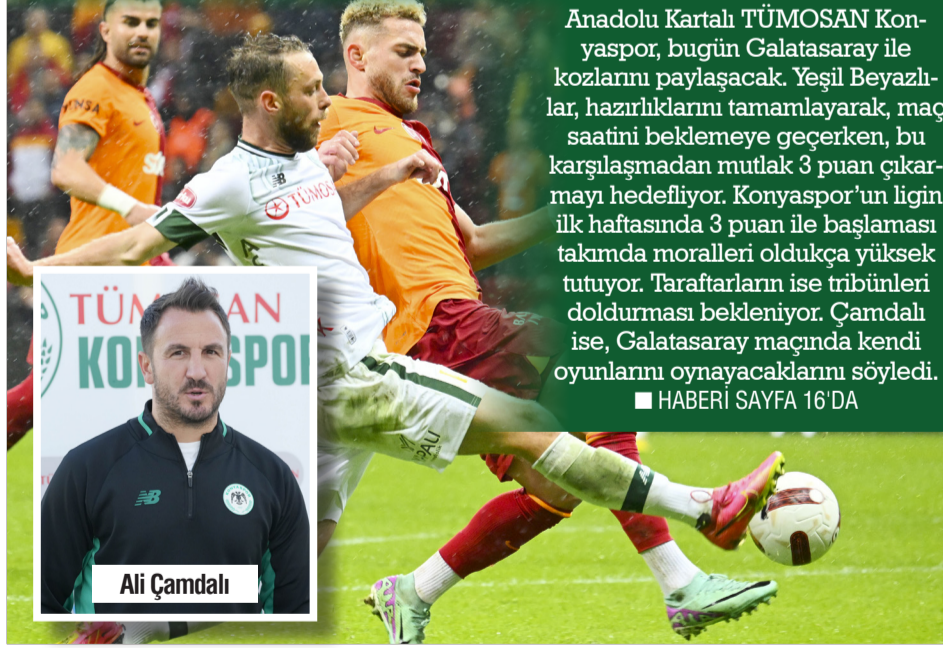 Anadolu Kartalı TÜMOSAN Kon-
yaspor, bugün Galatasaray ile
kozlarını paylaşacak. Yeşil Beyazlı-
lar, hazırlıklarını tamamlayarak, maç
saatini beklemeye geçerken, bu
karşılaşmadan mutlak 3 puan çıkar-
mayı hedefliyor. Konyaspor’un ligin
ilk haftasında 3 puan ile başlaması
takımda moralleri oldukça yüksek
tutuyor. Taraftarların ise tribünleri
doldurması bekleniyor. Çamdalı
ise, Galatasaray maçında kendi
oyunlarını oynayacaklarını söyledi.
■ HABERİ SAYFA 16'DA
TÜMOS
NB
Ali Çamdalı